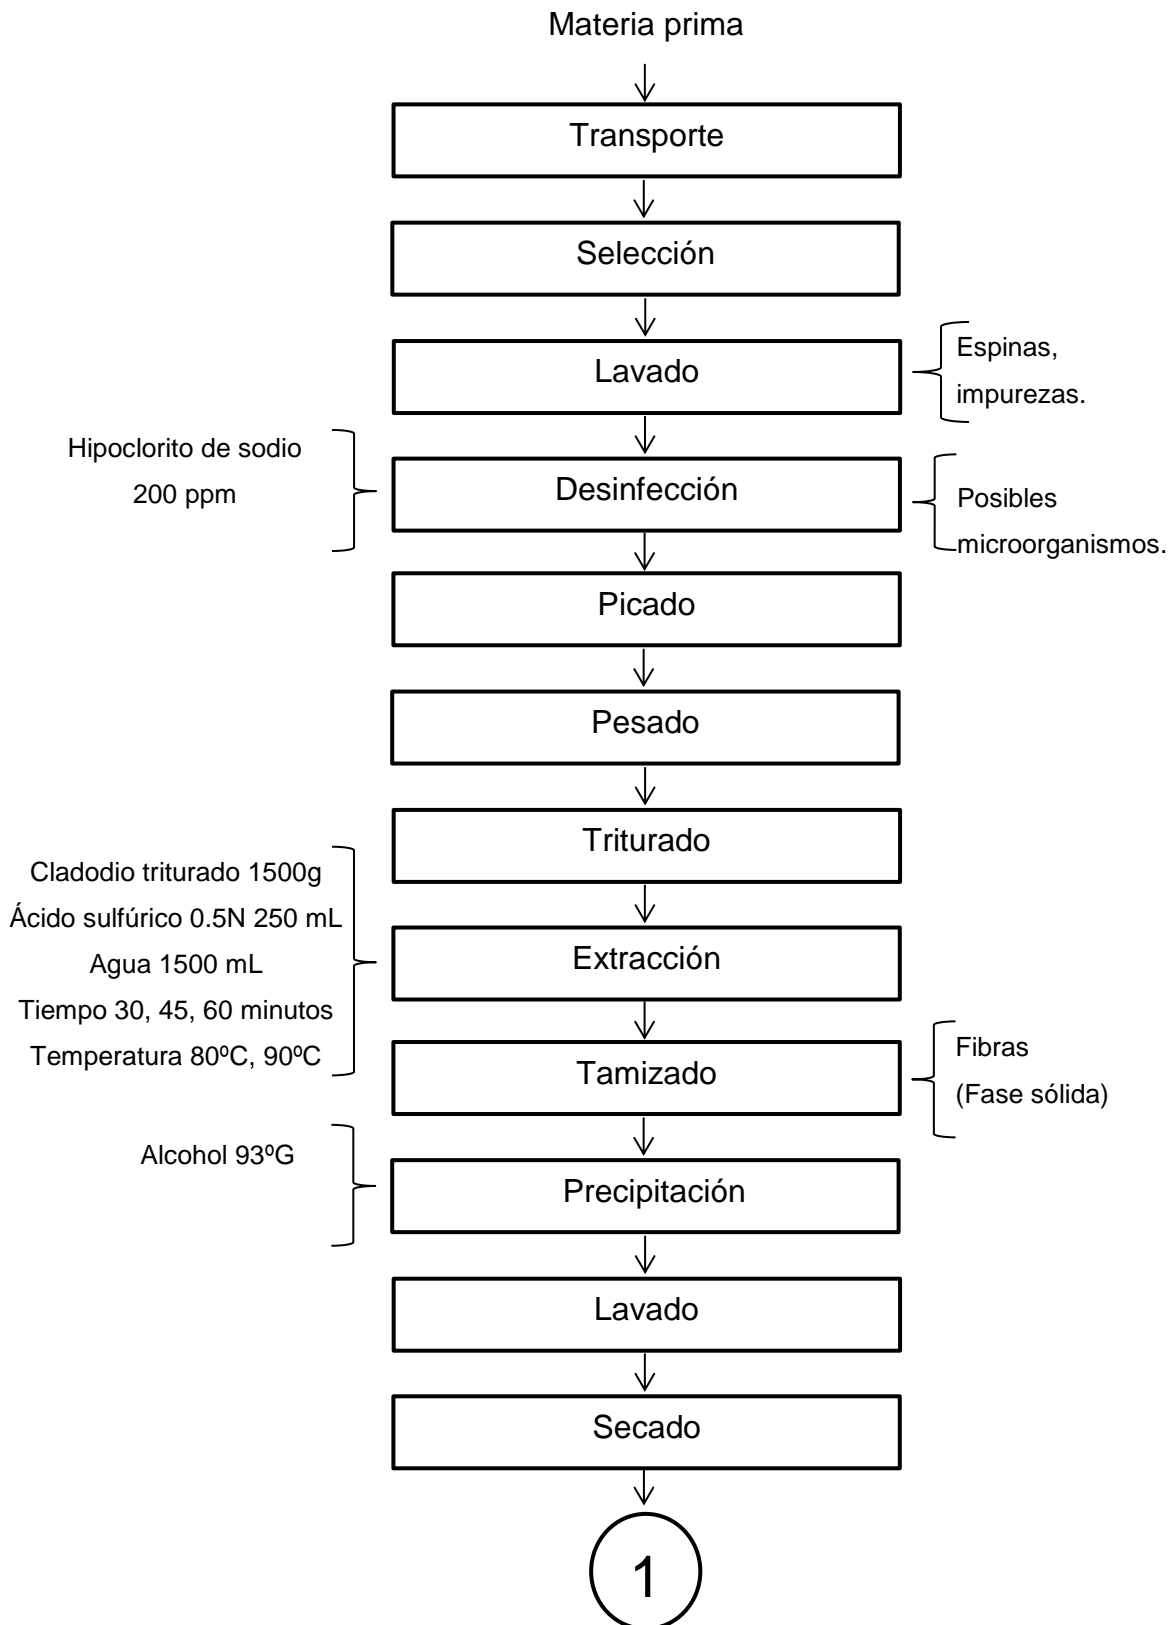 Materia prima
Transporte
Selección
Lavado
Espinas,
impurezas.
Hipoclorito de sodio
200 ppm
Desinfección
Posibles
microorganismos.
Picado
Pesado
Triturado
Cladodio triturado 1500g
Ácido sulfúrico 0.5N 250 mL
Agua 1500 mL
Tiempo 30, 45, 60 minutos
Temperatura 80ºC, 90ºC
Extracción
Tamizado
Fibras
(Fase sólida)
Alcohol 93ºG
Precipitación
Lavado
Secado
1